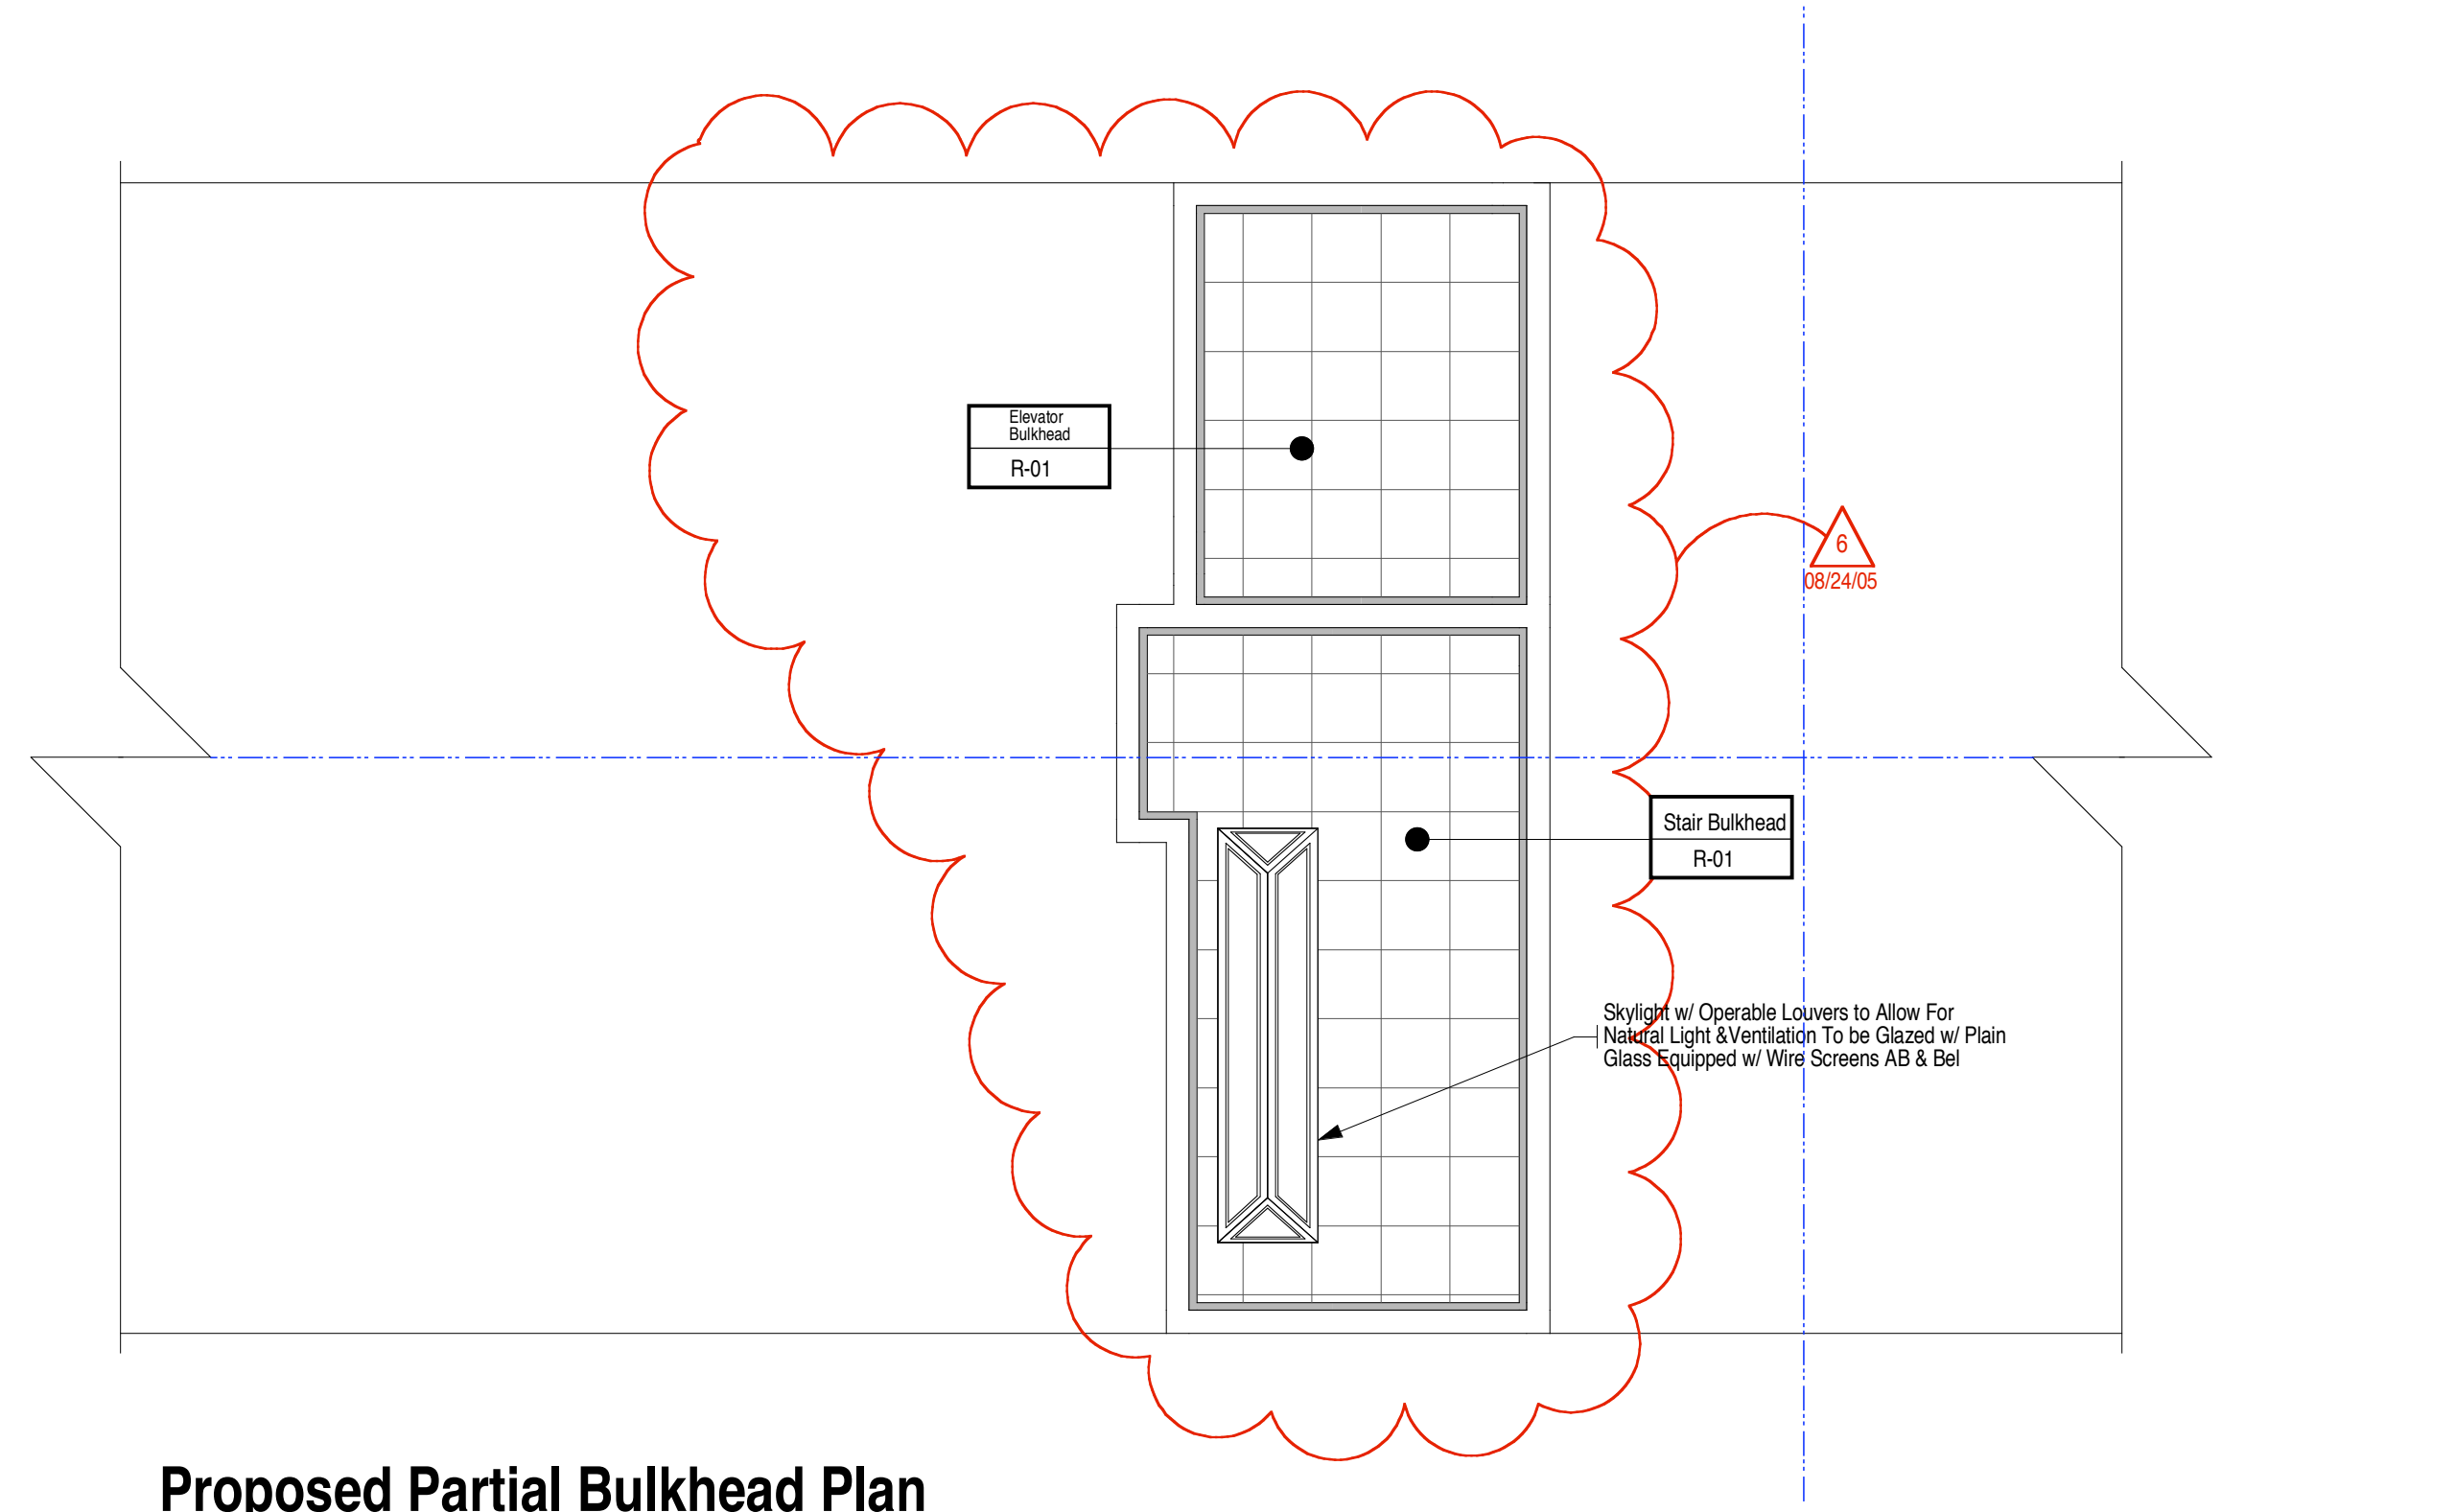 Elevator
Bulkhead
R-01
6
08/24/05
Stair Bulkhead
R-01
Skylight w/ Operable Louvers to Allow For
Natural Light &Ventilation To be Glazed w/ Plain
Glass Equipped w/ Wire Screens AB & Bel
Proposed Partial Bulkhead Plan